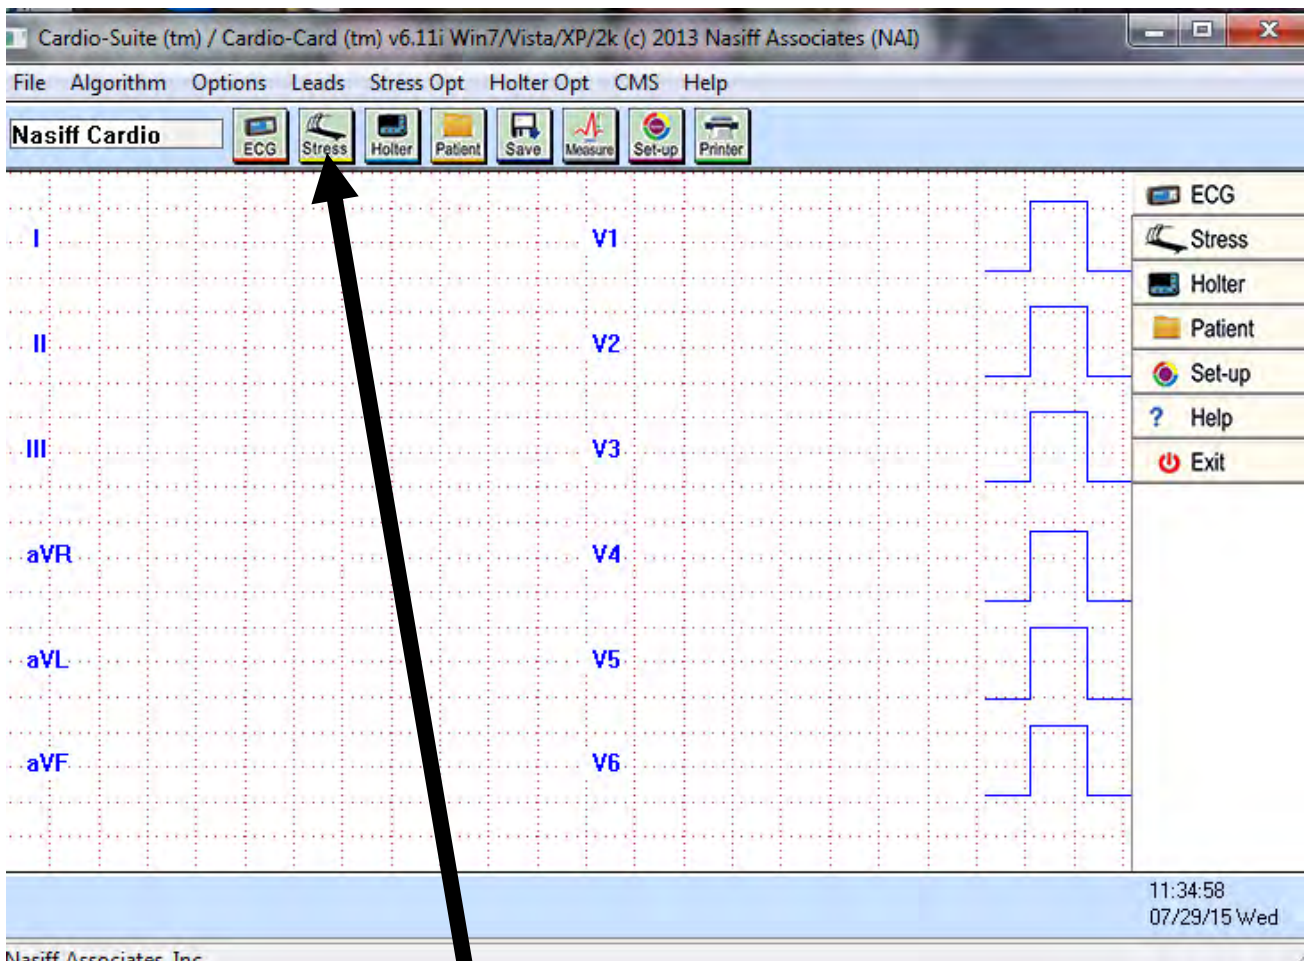 Cardio-Suite (tm) / Cardio-Card (tm) v6.11i Win7/Vista/XP/2k (c) 2013 Nasiff Associates (NAI)
File Algorithm Options Leads Stress Opt Holter Opt CMS Help
Nasiff Cardio ECG Stress Holter Patient Save Measure Set-up Printer
I V1
II V2
III V3
aVR V4
aVL V5
aVF V6
ECG
Stress
Holter
Patient
Set-up
? Help
Exit
11:34:58
07/29/15 Wed
Nasiff Associates, Inc